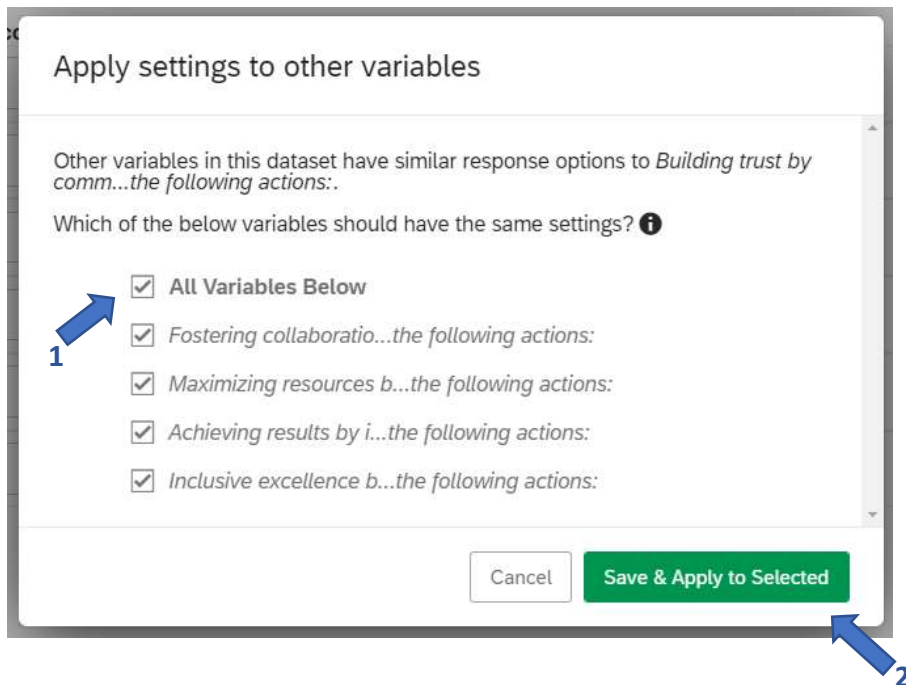 Apply settings to other variables
Other variables in this dataset have similar response options to Building trust by
comm...the following actions:.
Which of the below variables should have the same settings?
All Variables Below
1
Fostering collaboratio...the following actions:
Maximizing resources b...the following actions:
Achieving results by i...the following actions:
Inclusive excellence b...the following actions:
Cancel
Save & Apply to Selected
2